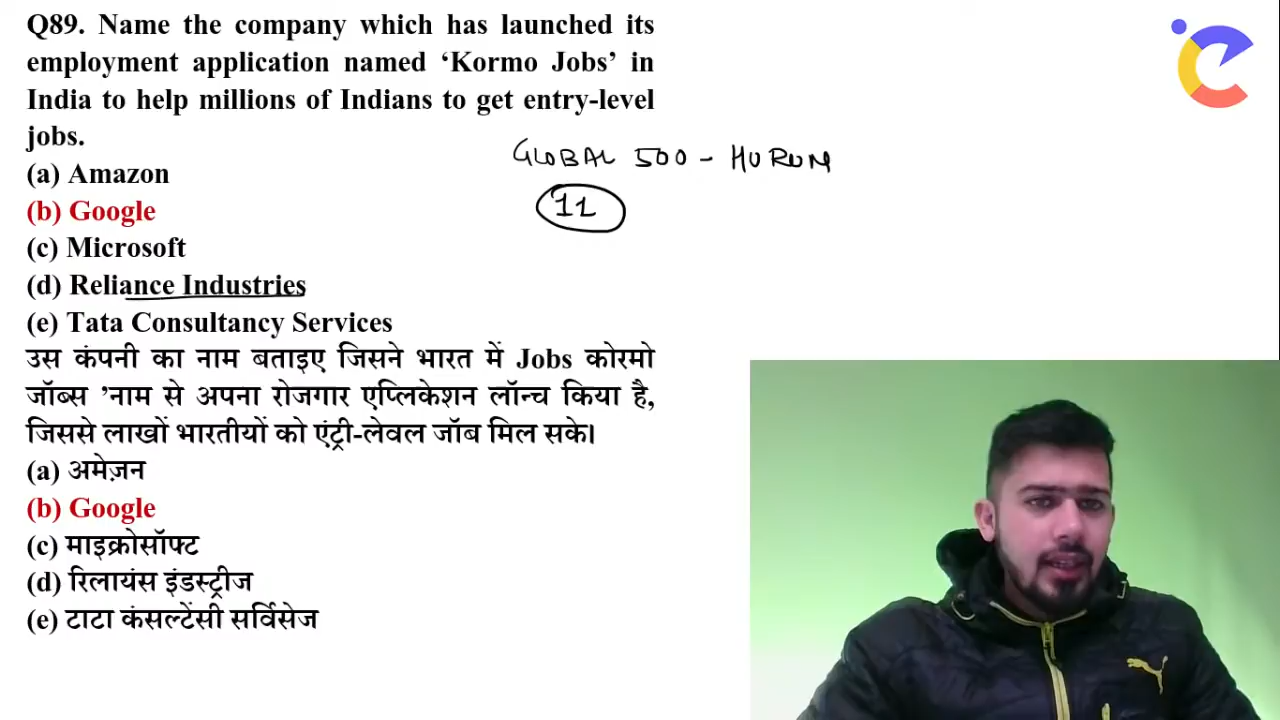 Q89. Name the company which has launched its
employment application named ‘Kormo Jobs’ in
India to help millions of Indians to get entry-level
jobs.
GLOBAL 500 - HURUN
(a) Amazon
11
(b) Google
(c) Microsoft
(d) Reliance Industries
(e) Tata Consultancy Services
उस कंपनी का नाम बताइए जिसने भारत में Jobs कोरमो
जॉब्स ’नाम से अपना रोजगार एप्लिकेशन लॉन्च किया है,
जिससे लाखों भारतीयों को एंट्री-लेवल जॉब मिल सके।
(a) अमेज़न
(b) Google
(c) माइक्रोसॉफ्ट
(d) रिलायंस इंडस्ट्रीज
(e) टाटा कंसल्टेंसी सर्विसेज